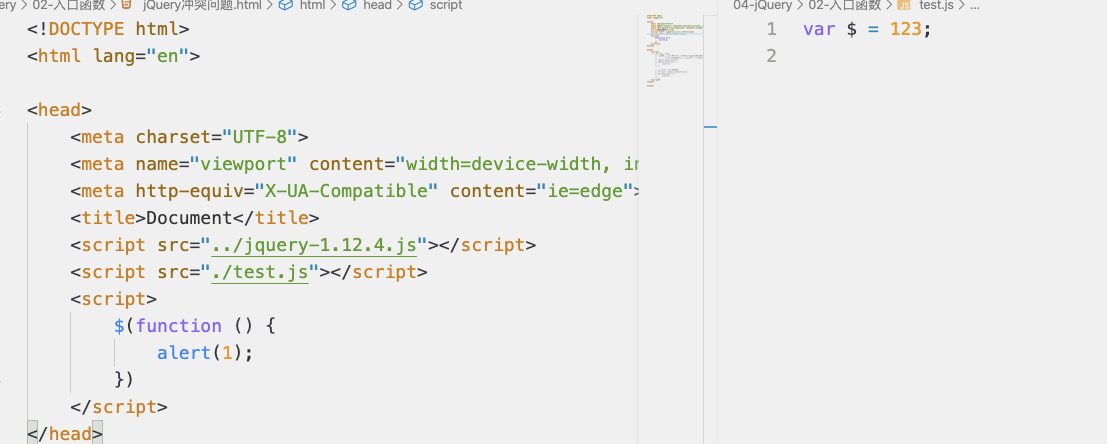 ery > 02-入口函数 > jQuery冲突问题.html > html > head > script
<!DOCTYPE html>
<html lang="en">
<head>
<meta charset="UTF-8">
<meta name="viewport" content="width=device-width, in
<meta http-equiv="X-UA-Compatible" content="ie=edge">
<title>Document</title>
<script src="../jquery-1.12.4.js"></script>
<script src="./test.js"></script>
<script>
$(function () {
alert(1);
})
</script>
</head>
04-jQuery > 02-入口函数 > test.js > ...
1 var $ = 123;
2